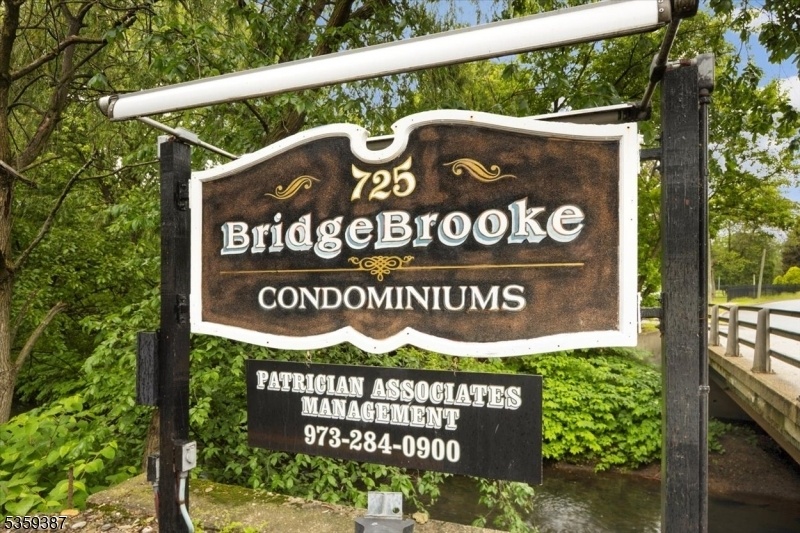 725
BridgeBrooke
CONDOMINIUMS
PATRICIAN ASSOCIATES
MANAGEMENT
973-284-0900
5359387